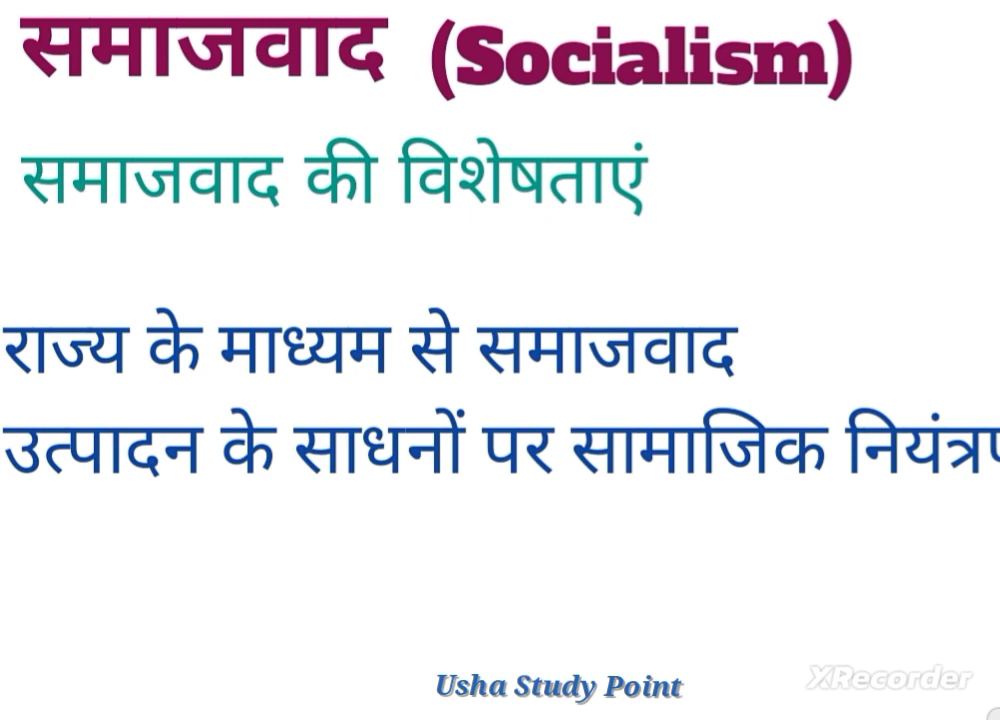 समाजवाद (Socialism)
समाजवाद की विशेषताएं
राज्य के माध्यम से समाजवाद
उत्पादन के साधनों पर सामाजिक
Usha Study Point
XRecorder